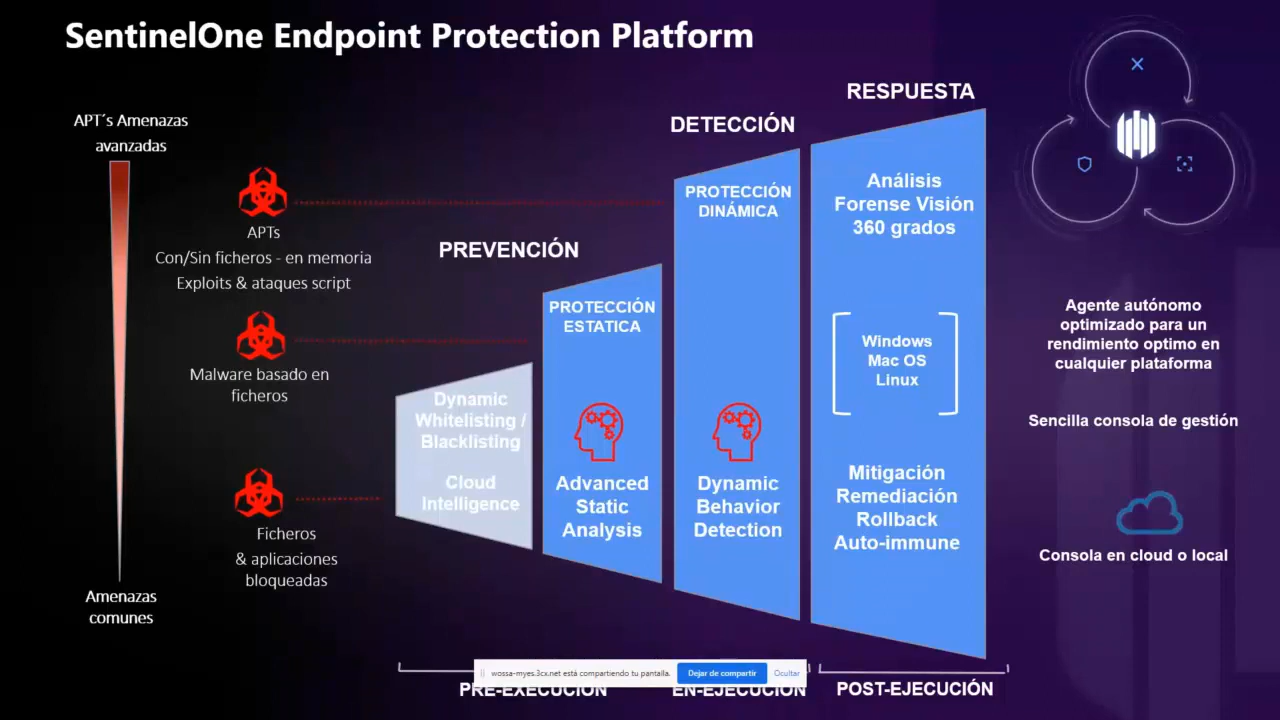 SentinelOne Endpoint Protection Platform
APT´s Amenazas
avanzadas
APTs
Con/Sin ficheros - en memoria
Exploits & ataques script
Malware basado en
ficheros
Ficheros
& aplicaciones
bloqueadas
Amenazas
comunes
PREVENCIÓN
Dynamic
Whitelisting /
Blacklisting
Cloud
Intelligence
PROTECCIÓN
ESTATICA
Advanced
Static
Analysis
DETECCIÓN
PROTECCIÓN
DINÁMICA
Dynamic
Behavior
Detection
RESPUESTA
Análisis
Forense Visión
360 grados
Windows
Mac OS
Linux
Mitigación
Remediación
Rollback
Auto-immune
Agente autónomo
optimizado para un
rendimiento optimo en
cualquier plataforma
Sencilla consola de gestión
Consola en cloud o local
wossa-myes.3cx.net está compartiendo tu pantalla.
Dejar de compartir
Ocultar
PRE-EXECUCIÓN
EN-EJECUCIÓN
POST-EJECUCIÓN